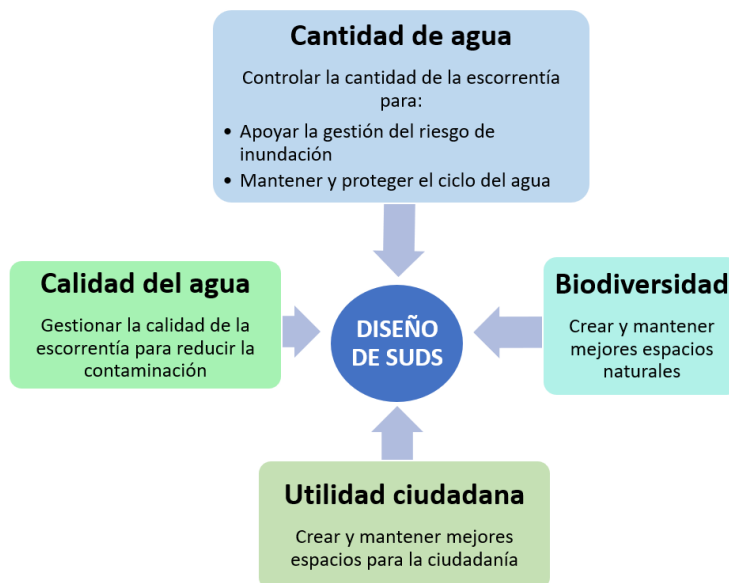 Cantidad de agua
Controlar la cantidad de la escorrentía
para:
• Apoyar la gestión del riesgo de
inundación
• Mantener y proteger el ciclo del agua
Calidad del agua
Gestionar la calidad de la
escorrentía para reducir la
contaminación
DISEÑO
DE SUDS
Biodiversidad
Crear y mantener
mejores espacios
naturales
Utilidad ciudadana
Crear y mantener mejores
espacios para la ciudadanía